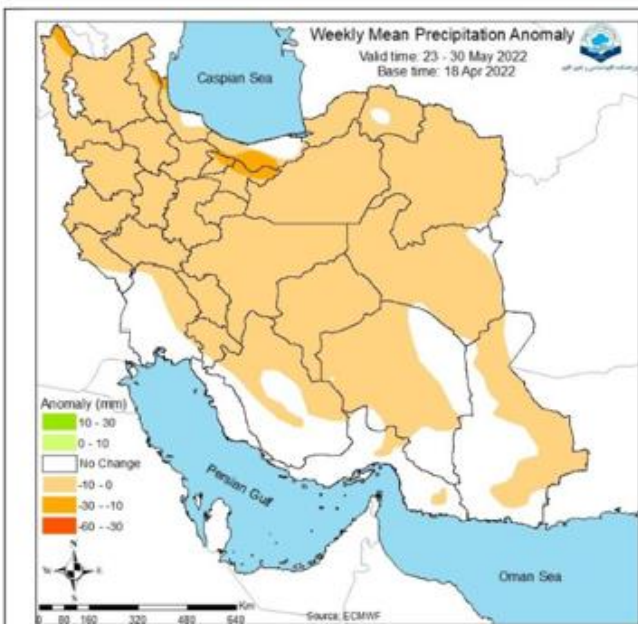 Weekly Mean Precipitation Anomaly
Valid time: 23 - 30 May 2022
Base time: 18 Apr 2022
Caspian Sea
Anomaly (mm)
10 - 30
0 - 10
No Change
-10 - 0
-30 - -10
-60 - -30
Persian Gulf
Oman Sea
N
W
E
S
Km
0 80 160 320 480 640
Source: ECMWF